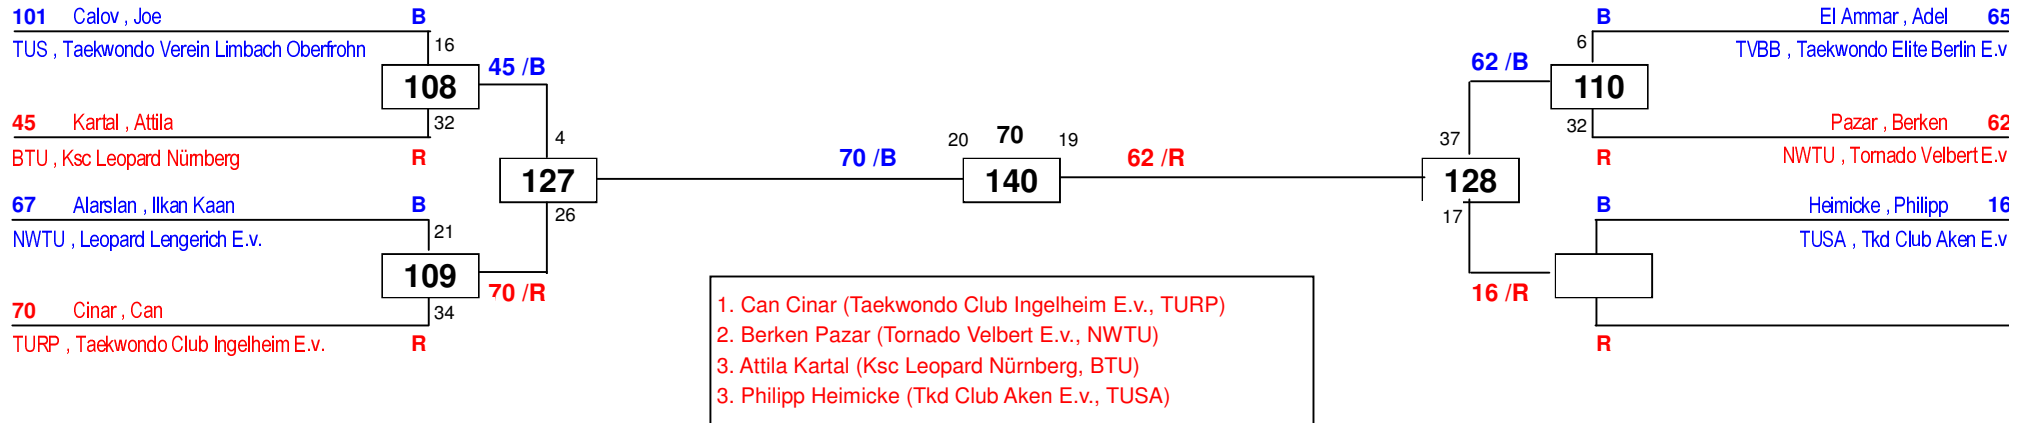 101 Calov , Joe B
16
TUS , Taekwondo Verein Limbach Oberfrohn
108
45 /B
45 Kartal , Attila
32
BTU , Ksc Leopard Nürnberg R
4
127
26
67 Alarslan , Ilkan Kaan B
21
NWTU , Leopard Lengerich E.v.
109
70 /R
70 Cinar , Can
34
TURP , Taekwondo Club Ingelheim E.v. R
70 /B
20 70 19
140
62 /R
B El Ammar , Adel 65
6
TVBB , Taekwondo Elite Berlin E.v
62 /B
110
32
Pazar , Berken 62
R NWTU , Tornado Velbert E.v
37
128
17
B Heimicke , Philipp 16
TUSA , Tkd Club Aken E.v
16 /R
R
1. Can Cinar (Taekwondo Club Ingelheim E.v., TURP)
2. Berken Pazar (Tornado Velbert E.v., NWTU)
3. Attila Kartal (Ksc Leopard Nürnberg, BTU)
3. Philipp Heimicke (Tkd Club Aken E.v., TUSA)